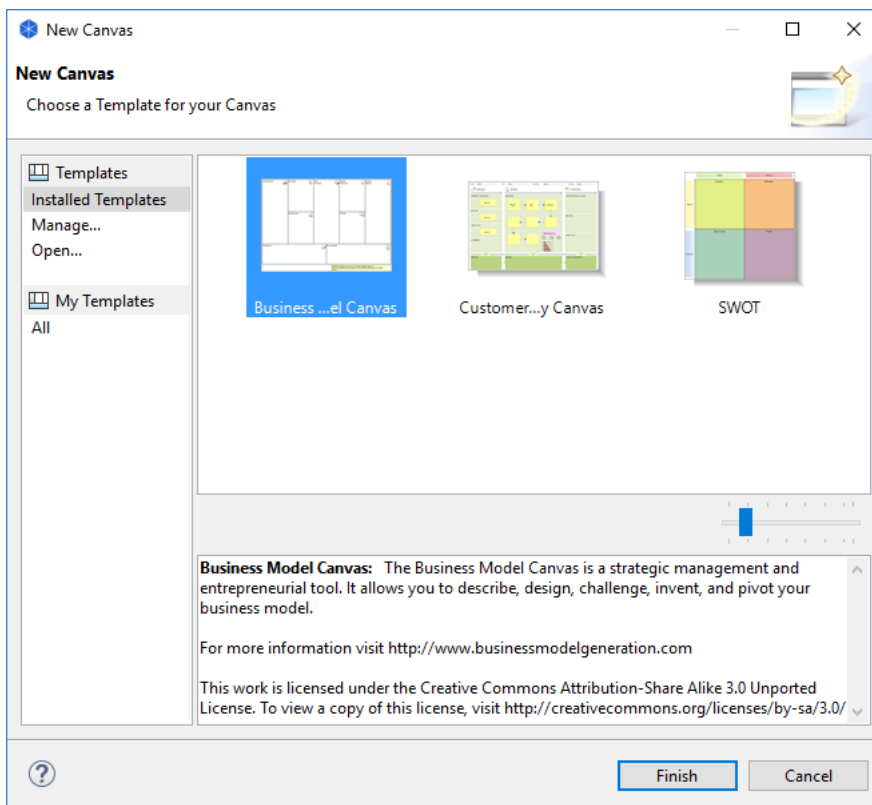 New Canvas
New Canvas
Choose a Template for your Canvas
Templates
Installed Templates
Manage...
Open...
My Templates
All
Business ...el Canvas
Customer...y Canvas
SWOT
Business Model Canvas:   The Business Model Canvas is a strategic management and
entrepreneurial tool. It allows you to describe, design, challenge, invent, and pivot your
business model.
For more information visit http://www.businessmodelgeneration.com
This work is licensed under the Creative Commons Attribution-Share Alike 3.0 Unported
License. To view a copy of this license, visit http://creativecommons.org/licenses/by-sa/3.0/
?
Finish
Cancel